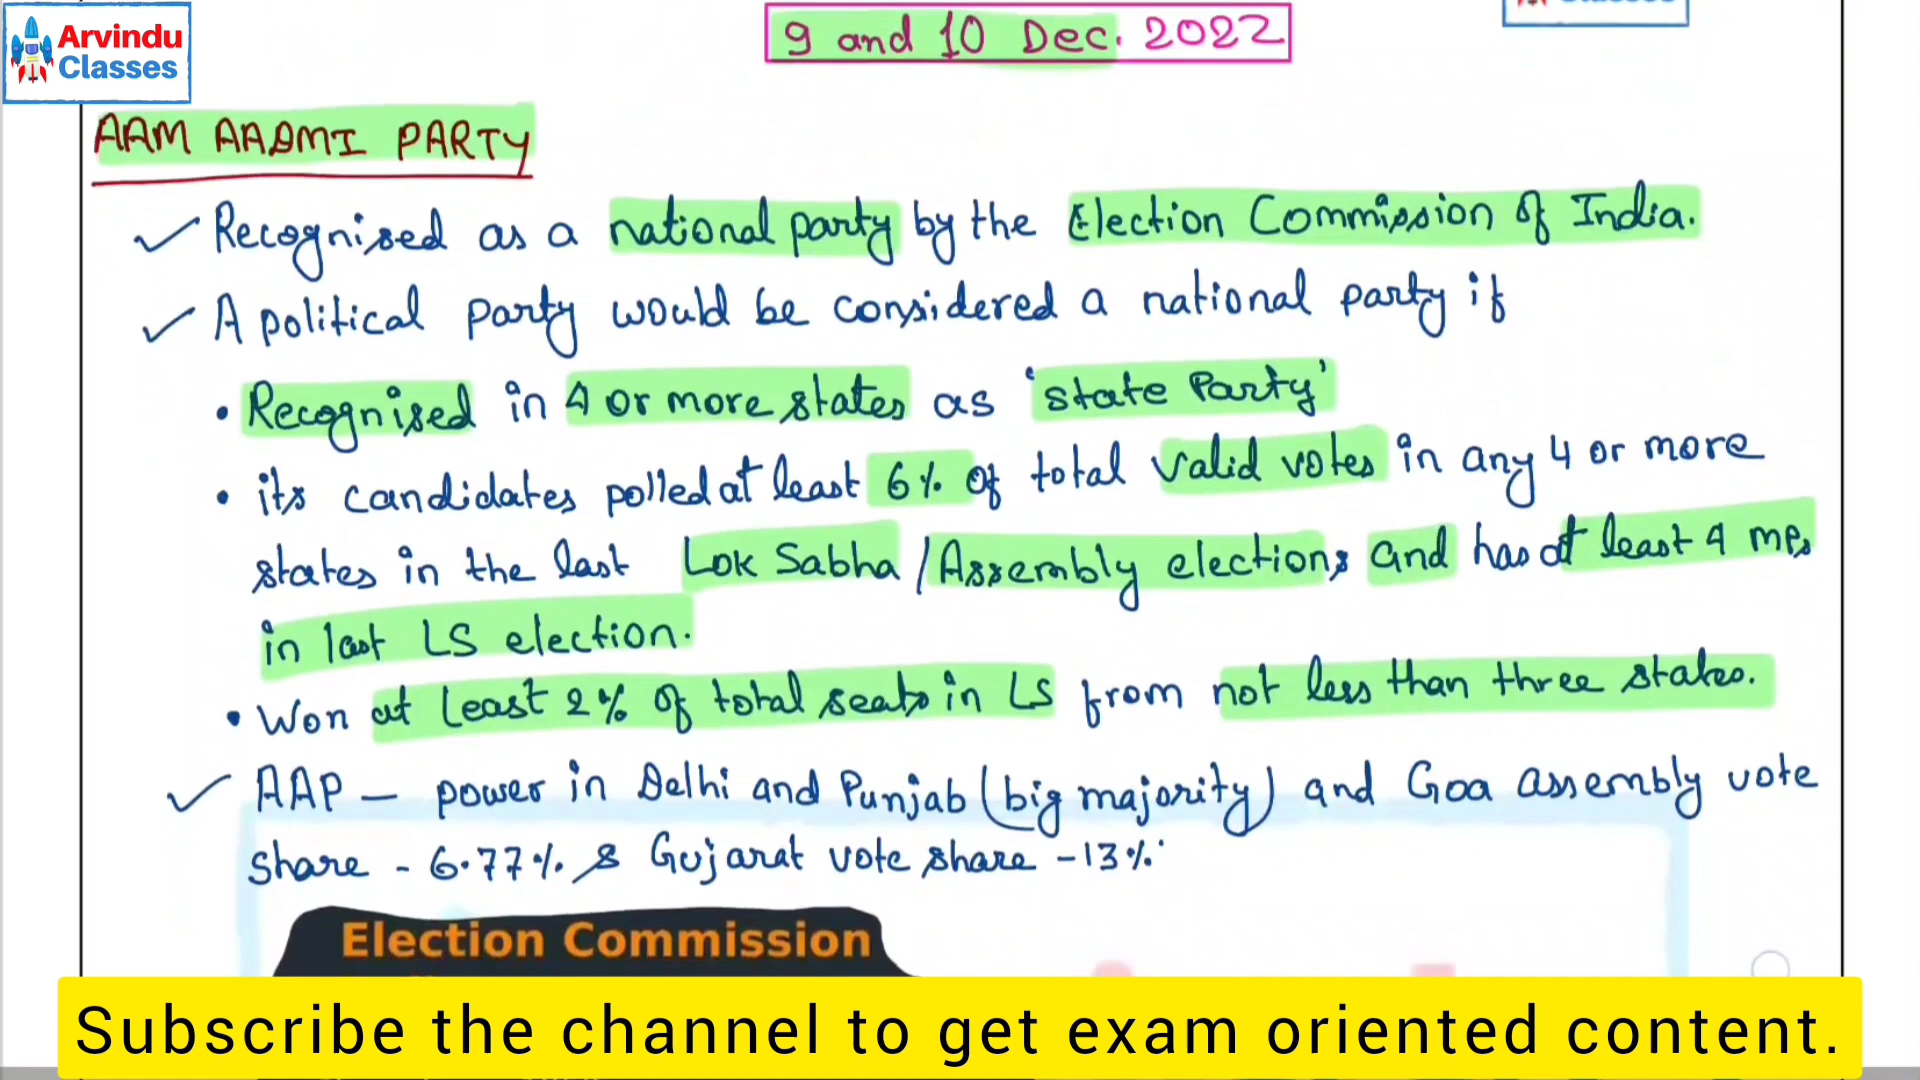 Arvindu
Classes
9 and 10 Dec. 2022
AAM AADMI PARTY
Recognised as a national party by the Election Commission of India.
A political party would be considered a national party if
• Recognised in 4 or more states as 'state Party'
• its candidates polled at least 6% of total valid votes in any 4 or more
states in the last Lok Sabha / Assembly elections and has at least 4 MPs
in last LS election.
• Won at least 2% of total seats in LS from not less than three states.
AAP – power in Delhi and Punjab (big majority) and Goa assembly vote
share - 6.77% & Gujarat vote share - 13%
Election Commission
Subscribe the channel to get exam oriented content.